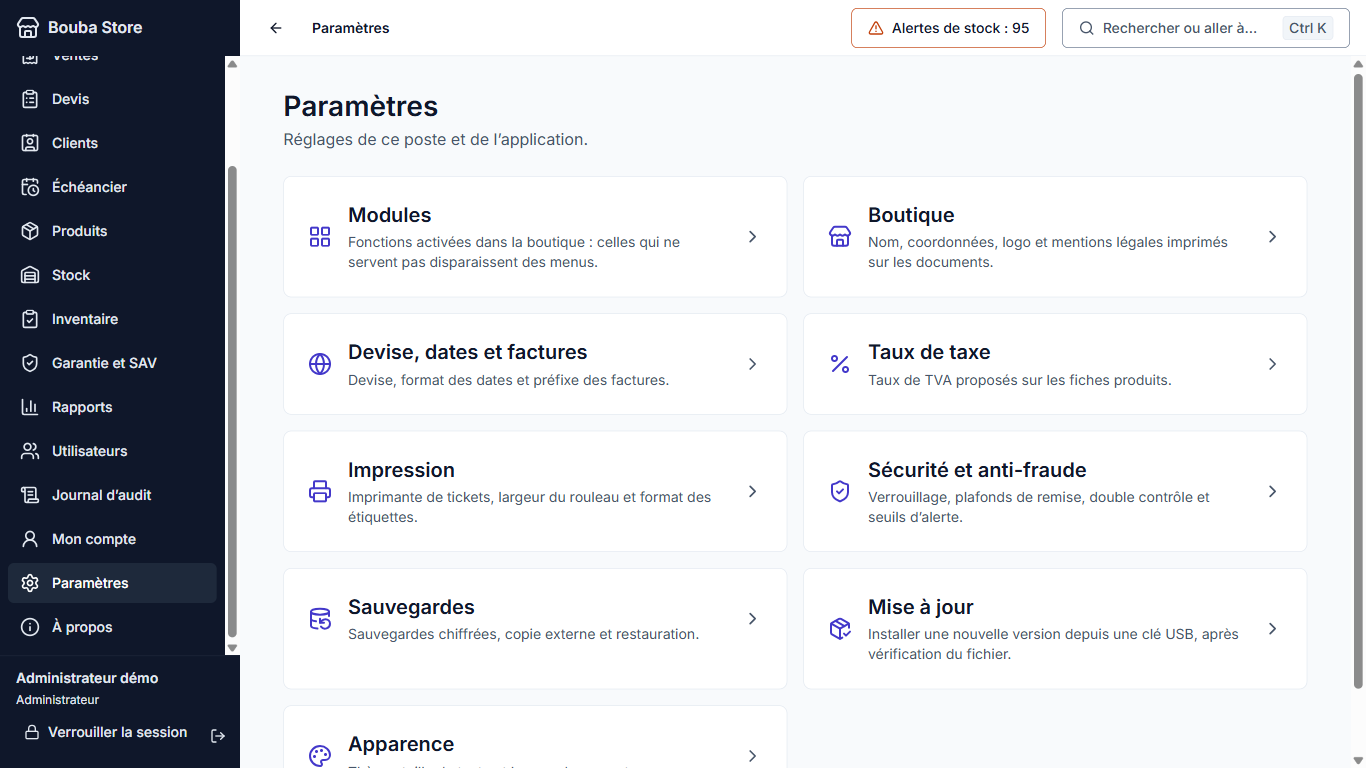 Bouba Store
Ventes
Devis
Clients
Échéancier
Produits
Stock
Inventaire
Garantie et SAV
Rapports
Utilisateurs
Journal d’audit
Mon compte
Paramètres
À propos
Administrateur démo
Administrateur
Verrouiller la session
Paramètres
Alertes de stock : 95
Rechercher ou aller à...
Ctrl K
Paramètres
Réglages de ce poste et de l’application.
Modules
Fonctions activées dans la boutique : celles qui ne
servent pas disparaissent des menus.
Boutique
Nom, coordonnées, logo et mentions légales imprimés
sur les documents.
Devise, dates et factures
Devise, format des dates et préfixe des factures.
Taux de taxe
Taux de TVA proposés sur les fiches produits.
Impression
Imprimante de tickets, largeur du rouleau et format des
étiquettes.
Sécurité et anti-fraude
Verrouillage, plafonds de remise, double contrôle et
seuils d’alerte.
Sauvegardes
Sauvegardes chiffrées, copie externe et restauration.
Mise à jour
Installer une nouvelle version depuis une clé USB, après
vérification du fichier.
Apparence